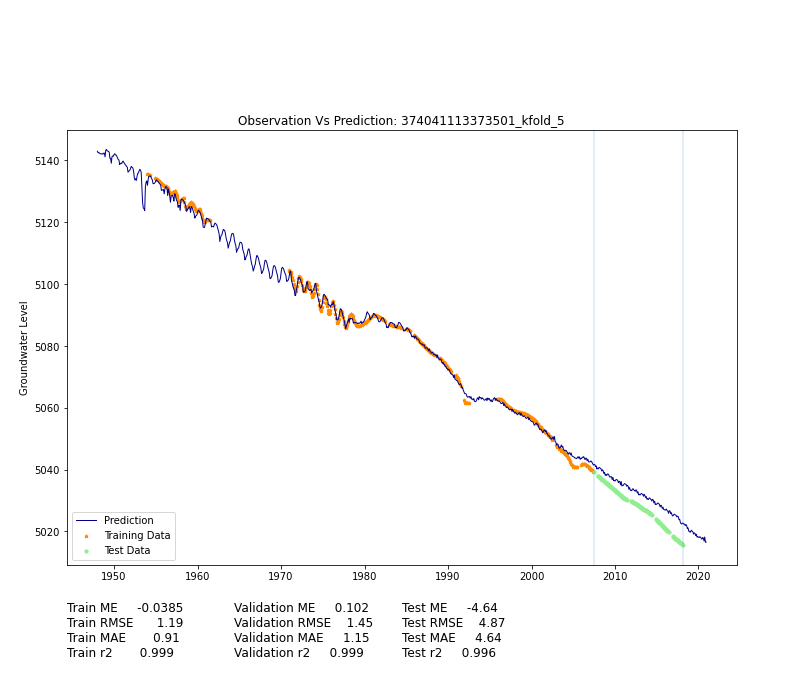 Observation Vs Prediction: 374041113373501_kfold_5
Groundwater Level
5140
5120
5100
5080
5060
5040
5020
Prediction
Training Data
Test Data
1950 1960 1970 1980 1990 2000 2010 2020
Train ME -0.0385 Validation ME 0.102 Test ME -4.64
Train RMSE 1.19 Validation RMSE 1.45 Test RMSE 4.87
Train MAE 0.91 Validation MAE 1.15 Test MAE 4.64
Train r2 0.999 Validation r2 0.999 Test r2 0.996